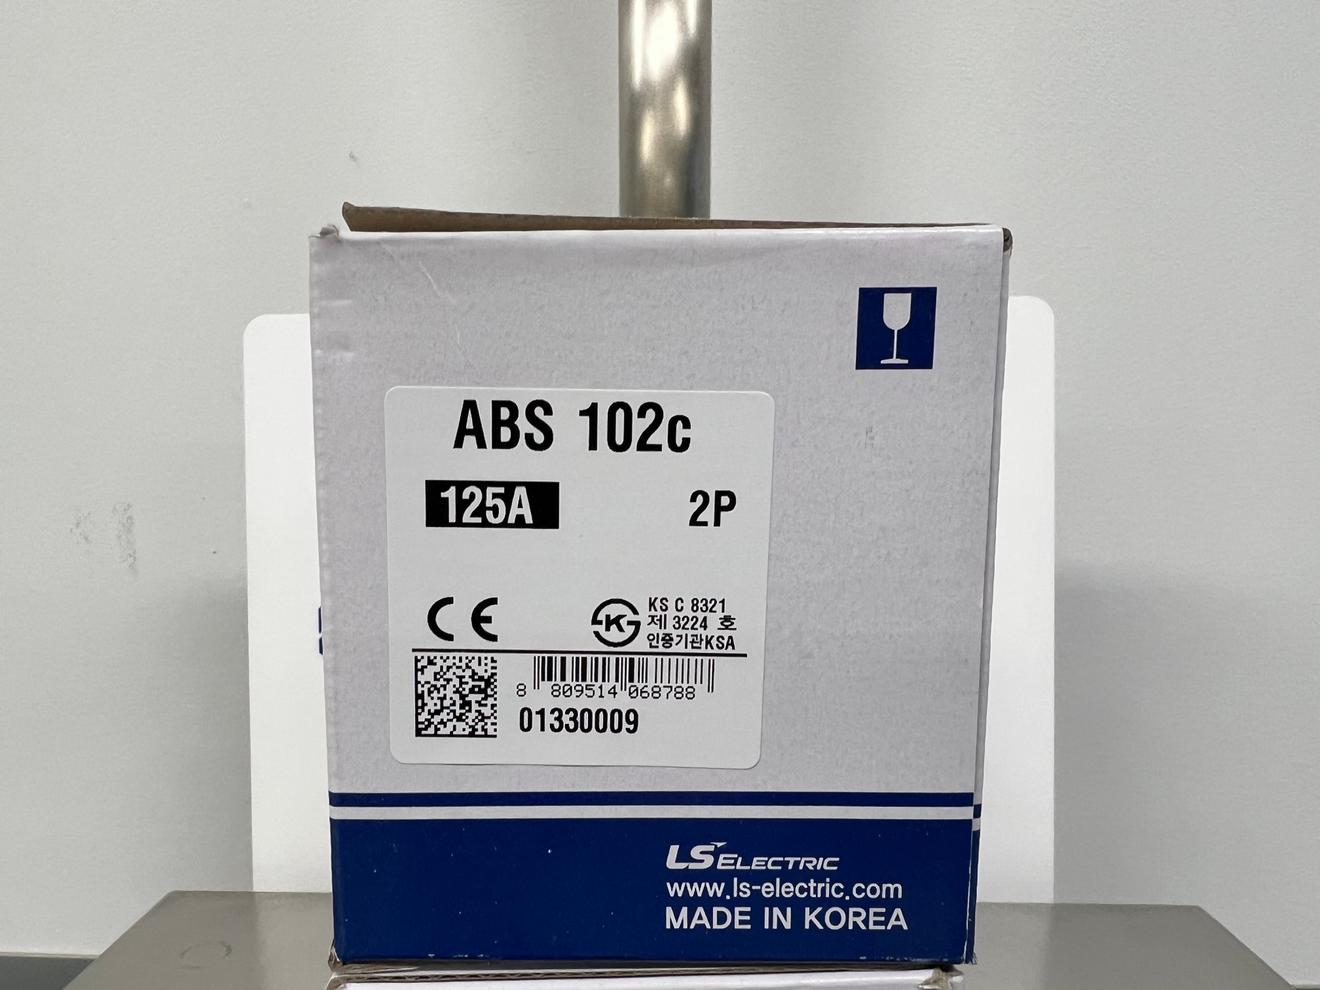 ABS 102c
125A 2P
CE KS C 8321
제 3224 호
인증기관KSA
8 809514 068788
01330009
LS ELECTRIC
www.ls-electric.com
MADE IN KOREA